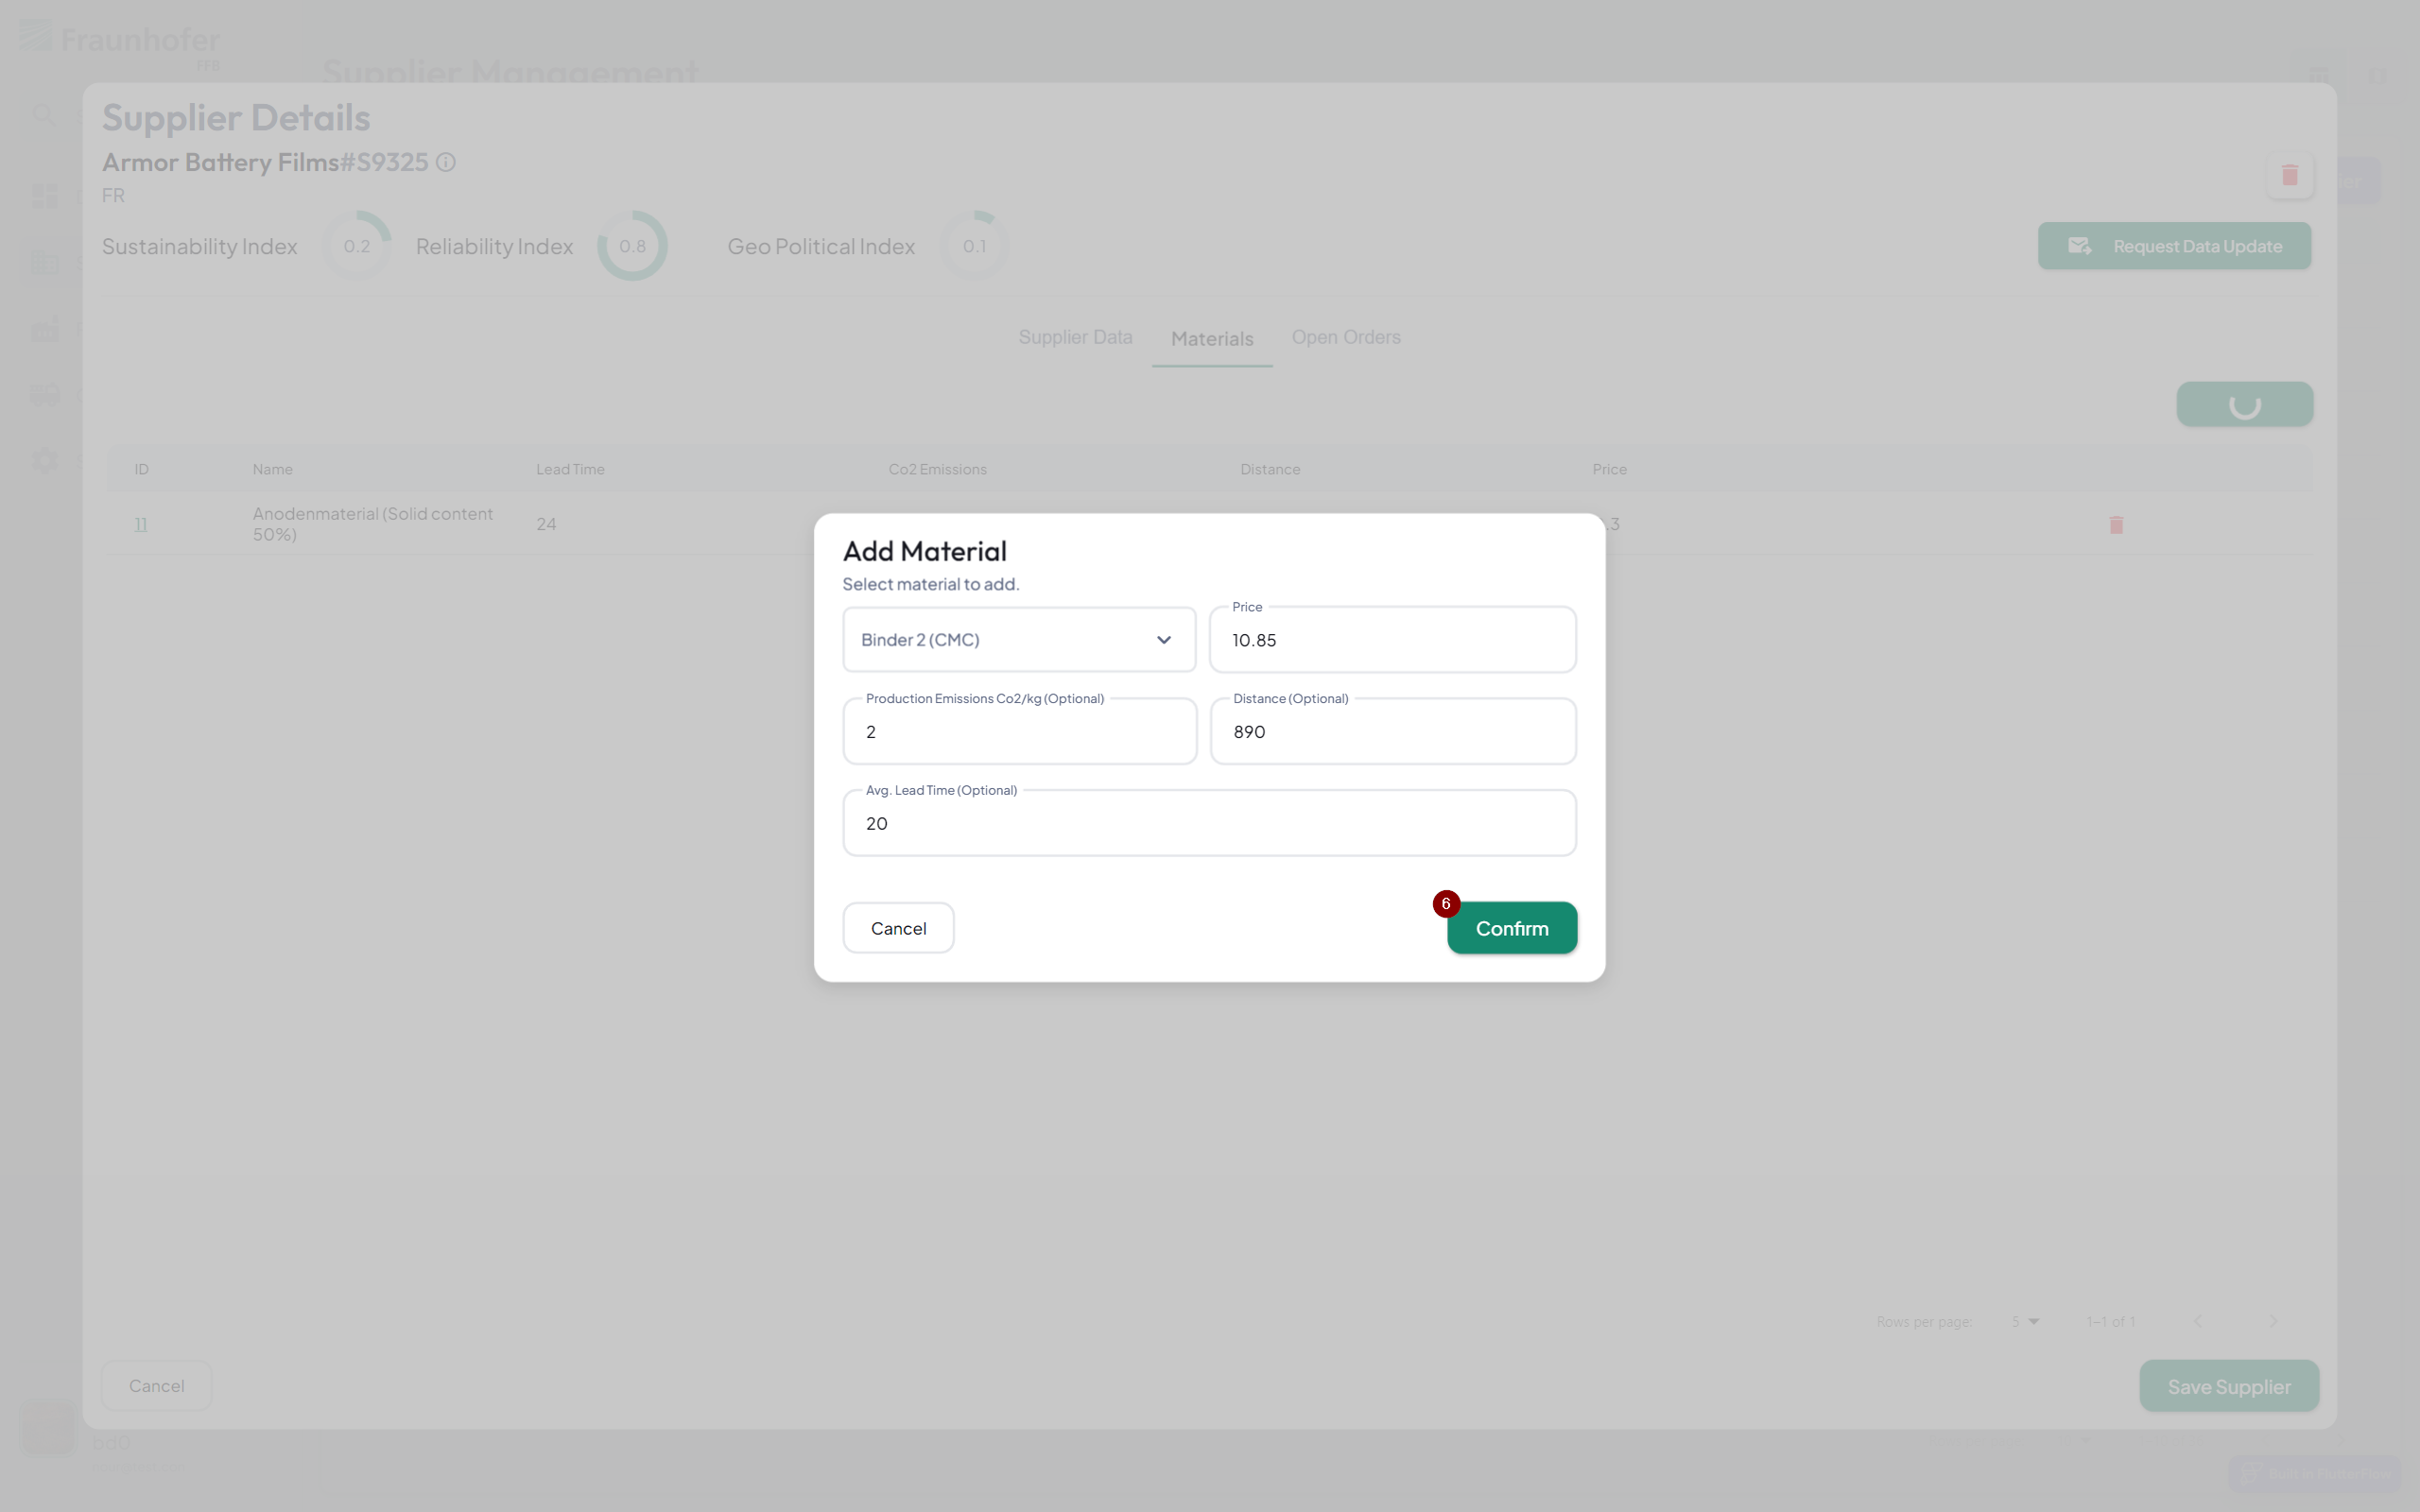 Fraunhofer
FFB
Supplier Management
Supplier Details
Armor Battery Films#S9325
FR
Sustainability Index 0.2 Reliability Index 0.8 Geo Political Index 0.1
Request Data Update
Supplier Data Materials Open Orders
ID Name Lead Time Co2 Emissions Distance Price
11 Anodenmaterial (Solid content 50%) 24 .3
Add Material
Select material to add.
Binder 2 (CMC)
Price
10.85
Production Emissions Co2/kg (Optional)
2
Distance (Optional)
890
Avg. Lead Time (Optional)
20
6
Cancel Confirm
Rows per page: 5 1–1 of 1
Cancel Save Supplier